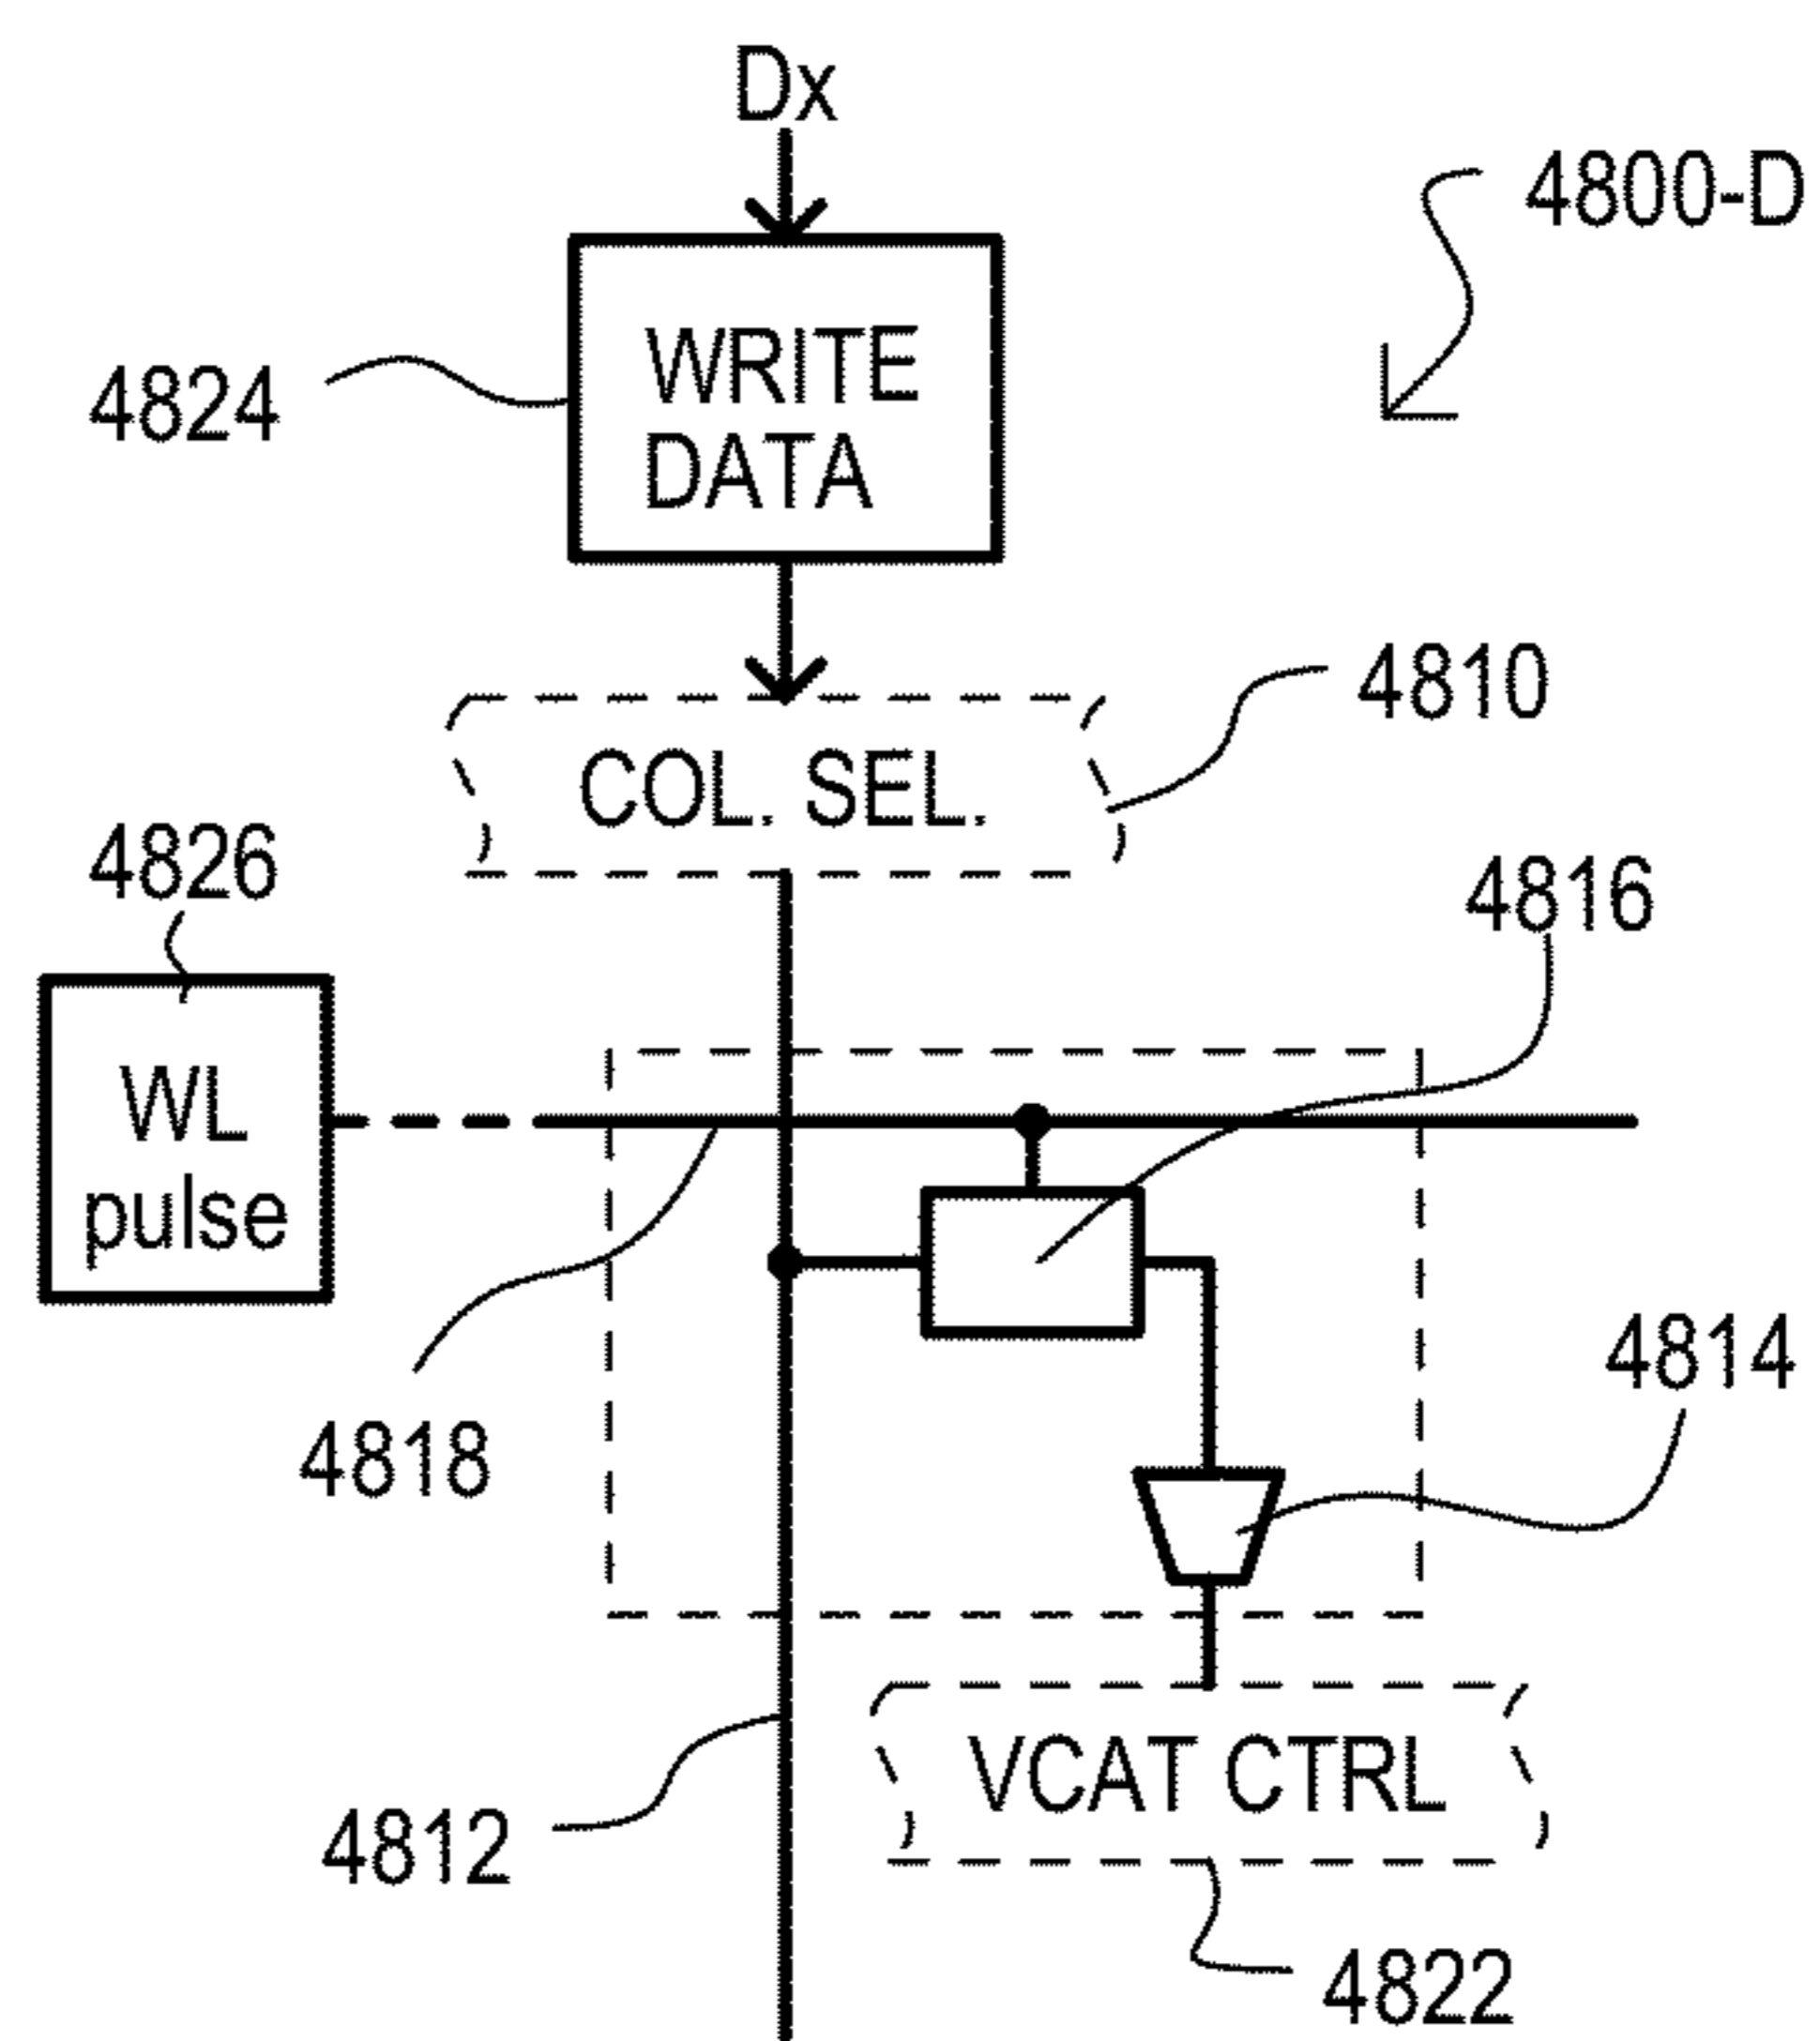 Dx
4800-D
WRITE
DATA
4824
4810
COL. SEL.
4826
4816
WL
pulse
4814
4818
VCAT CTRL
4812
4822